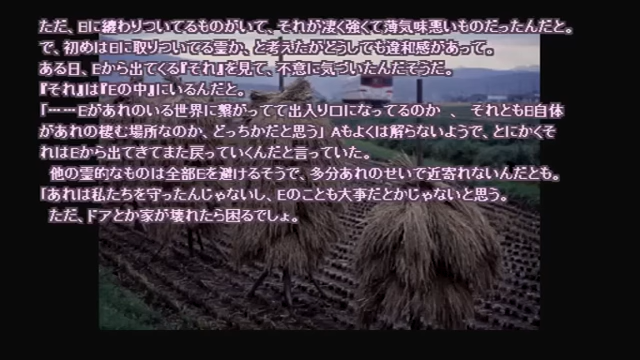 ただ、Eに纏わりついてるものがいて、それが凄く強くて薄気味悪いものだったんだと。
で、初めはEに取りついてる霊か、と考えたがどうしても違和感があって。
ある日、Eから出てくる『それ』を見て、不意に気づいたんだそうだ。
『それ』は『Eの中』にいるんだと。
「……Eがあれのいる世界に繋がってて出入り口になってるのか 、 それともE自体
があれの棲む場所なのか、どっちかだと思う」 Aもよくは解らないようで、とにかくそ
れはEから出てきてまた戻っていくんだと言っていた。
他の霊的なものは全部Eを避けるそうで、多分あれのせいで近寄れないんだとも。
「あれは私たちを守ったんじゃないし、Eのことも大事だとかじゃないと思う。
ただ、ドアとか家が壊れたら困るでしょ。